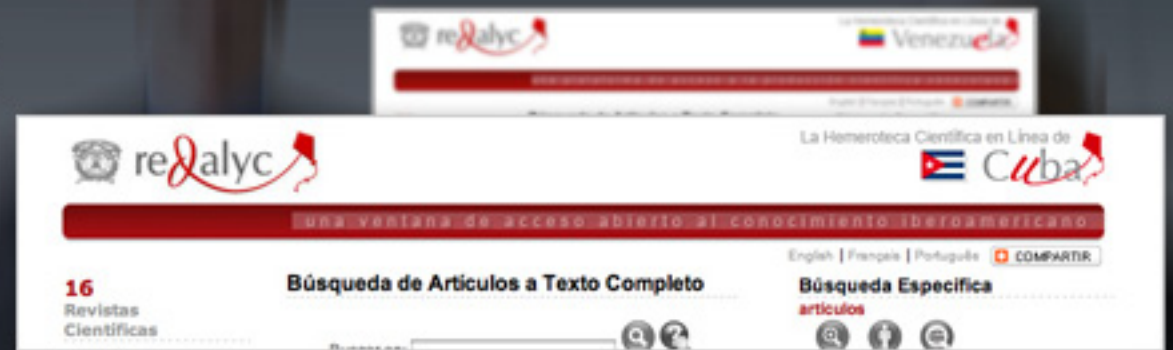 redalyc
La Hemeroteca Científica en Línea de
Venezuela
redalyc
La Hemeroteca Científica en Línea de
Cuba
una ventana de acceso abierto al conocimiento iberoamericano
English | Français | Português
COMPARTIR
16
Revistas
Científicas
Búsqueda de Artículos a Texto Completo
Búsqueda Específica
artículos